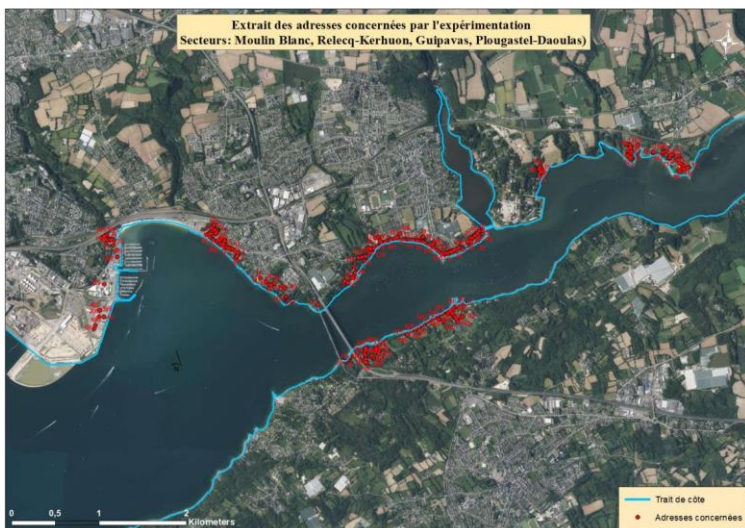 Extrait des adresses concernées par l'expérimentation
Secteurs: Moulin Blanc, Relecq-Kerhuon, Guipavas, Plougastel-Daoulas)
0 0,5 1 2
Kilometers
Trait de côte
Adresses concernées